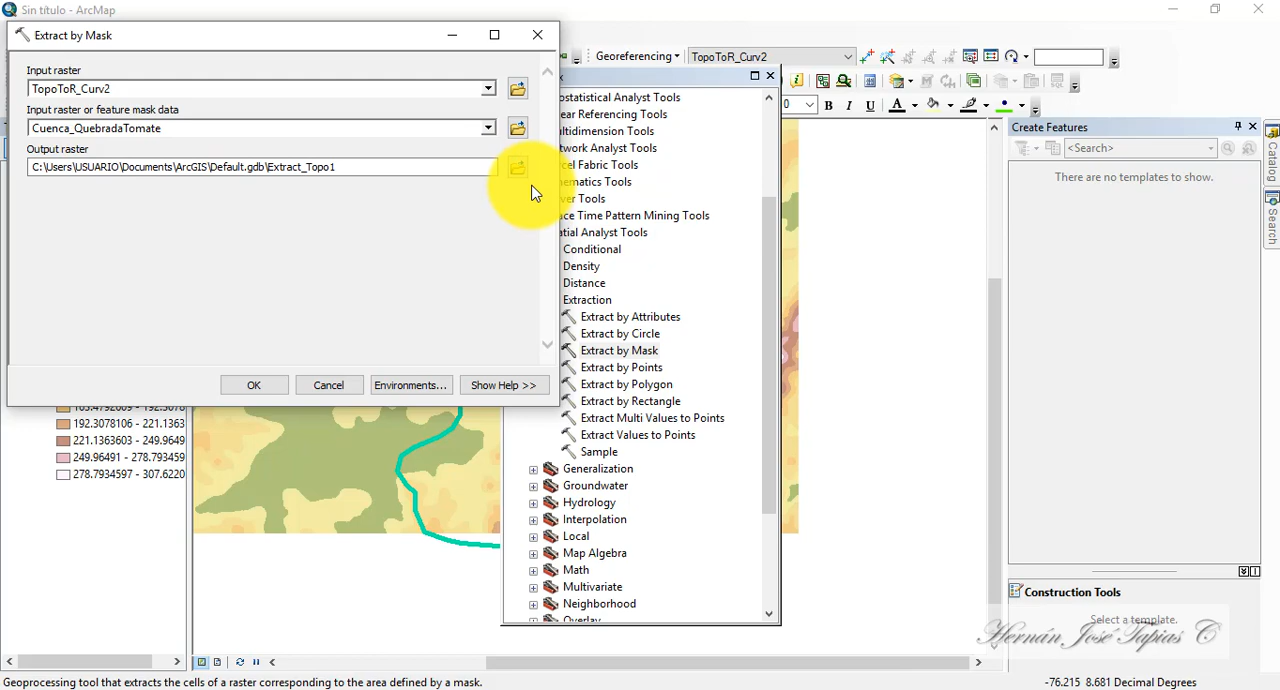 Sin título - ArcMap
Extract by Mask
Input raster
TopoToR_Curv2
Input raster or feature mask data
Cuenca_QuebradaTomate
Output raster
C:\Users\USUARIO\Documents\ArcGIS\Default.gdb\Extract_Topo1
OK
Cancel
Environments...
Show Help >>
Georeferencing
TopoToR_Curv2
B I U A
ostatistical Analyst Tools
ear Referencing Tools
ultidimension Tools
twork Analyst Tools
rcel Fabric Tools
hematics Tools
ver Tools
ace Time Pattern Mining Tools
atial Analyst Tools
Conditional
Density
Distance
Extraction
Extract by Attributes
Extract by Circle
Extract by Mask
Extract by Points
Extract by Polygon
Extract by Rectangle
Extract Multi Values to Points
Extract Values to Points
Sample
Generalization
Groundwater
Hydrology
Interpolation
Local
Map Algebra
Math
Multivariate
Neighborhood
Overlay
192.3078106 - 221.1363
221.1363603 - 249.9649
249.96491 - 278.793459
278.7934597 - 307.6220
Create Features
<Search>
There are no templates to show.
Catalog
Search
Construction Tools
Select a template.
Hernán José Tapias C
Geoprocessing tool that extracts the cells of a raster corresponding to the area defined by a mask.
-76.215 8.681 Decimal Degrees